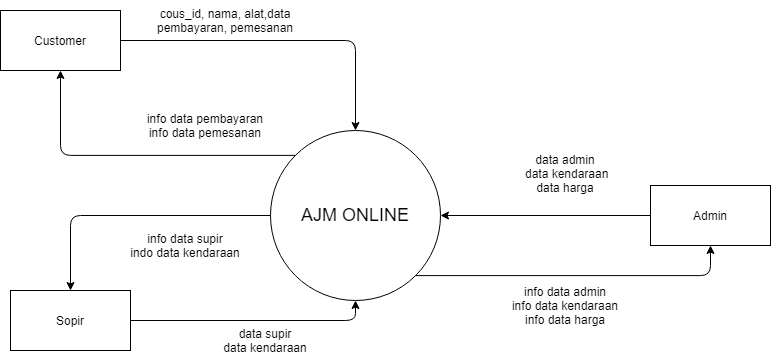 cous_id, nama, alat,data
pembayaran, pemesanan
Customer
info data pembayaran
info data pemesanan
data admin
data kendaraan
data harga
AJM ONLINE
Admin
info data supir
indo data kendaraan
info data admin
info data kendaraan
info data harga
Sopir
data supir
data kendaraan